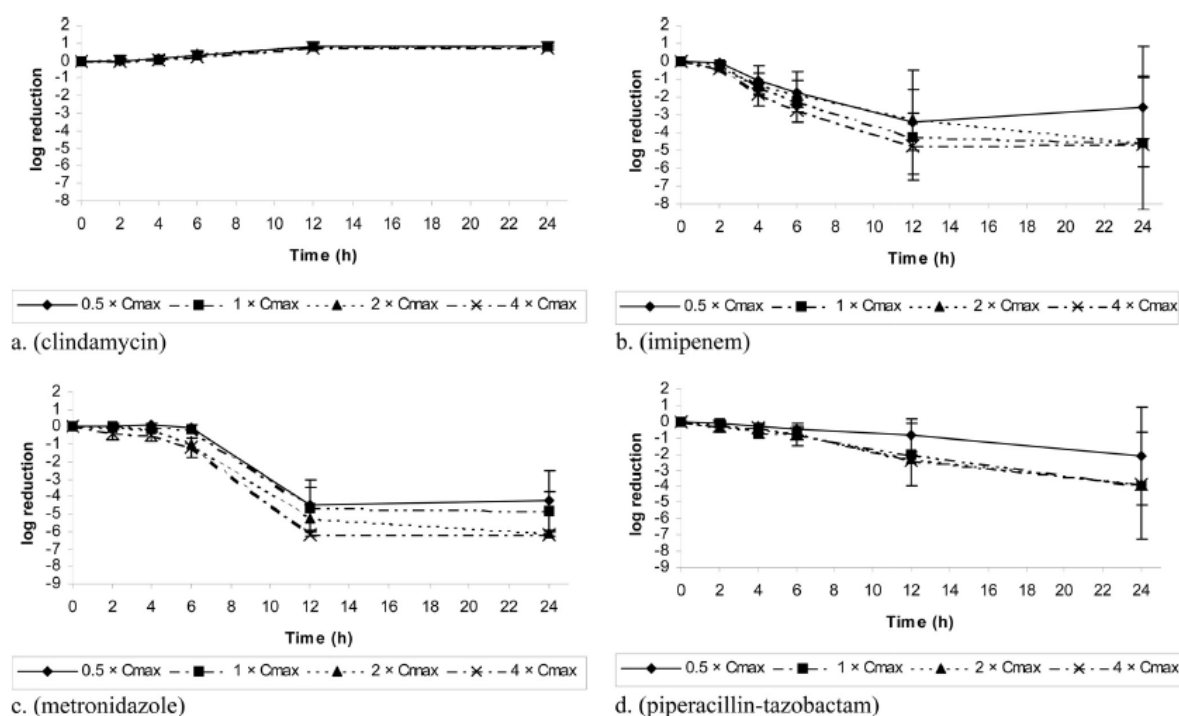 2
1
0
-1
-2
-3
-4
-5
-6
-7
-8
log reduction
0 2 4 6 8 10 12 14 16 18 20 22 24
Time (h)
0.5 × Cmax 1 × Cmax 2 × Cmax 4 × Cmax
a. (clindamycin)
2
1
0
-1
-2
-3
-4
-5
-6
-7
-8
log reduction
0 2 4 6 8 10 12 14 16 18 20 22 24
Time (h)
0.5 × Cmax 1 × Cmax 2 × Cmax 4 × Cmax
b. (imipenem)
2
1
0
-1
-2
-3
-4
-5
-6
-7
-8
-9
log reduction
0 2 4 6 8 10 12 14 16 18 20 22 24
Time (h)
0.5 × Cmax 1 × Cmax 2 × Cmax 4 × Cmax
c. (metronidazole)
2
1
0
-1
-2
-3
-4
-5
-6
-7
-8
-9
log reduction
0 2 4 6 8 10 12 14 16 18 20 22 24
Time (h)
0.5 × Cmax 1 × Cmax 2 × Cmax 4 × Cmax
d. (piperacillin-tazobactam)